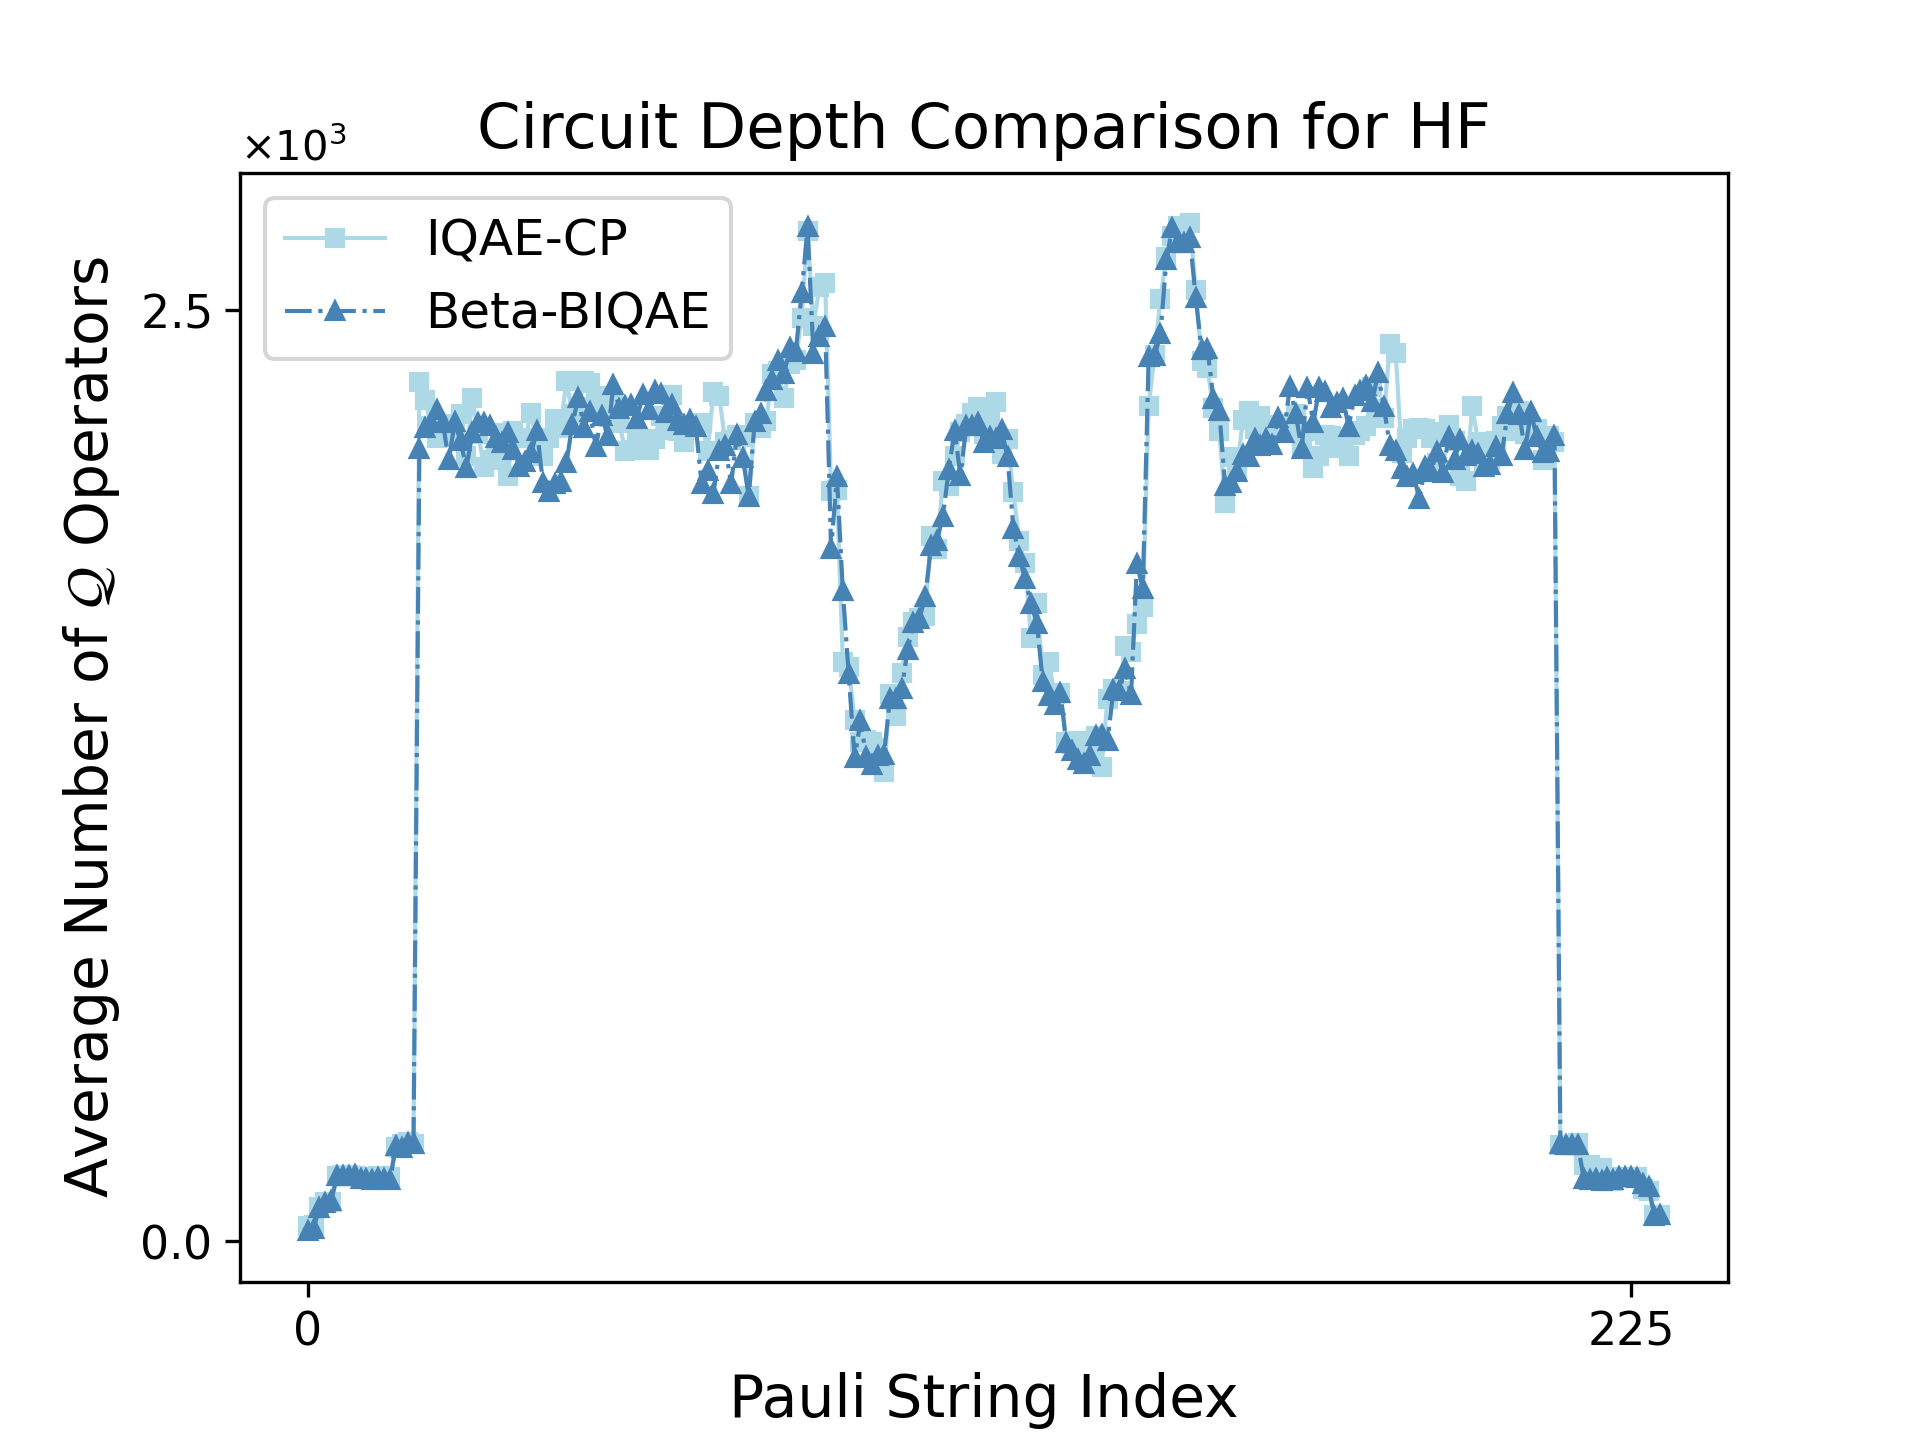 Circuit Depth Comparison for HF
×10³
IQAE-CP
Beta-BIQAE
2.5
0.0
Average Number of 𝒬 Operators
0
225
Pauli String Index